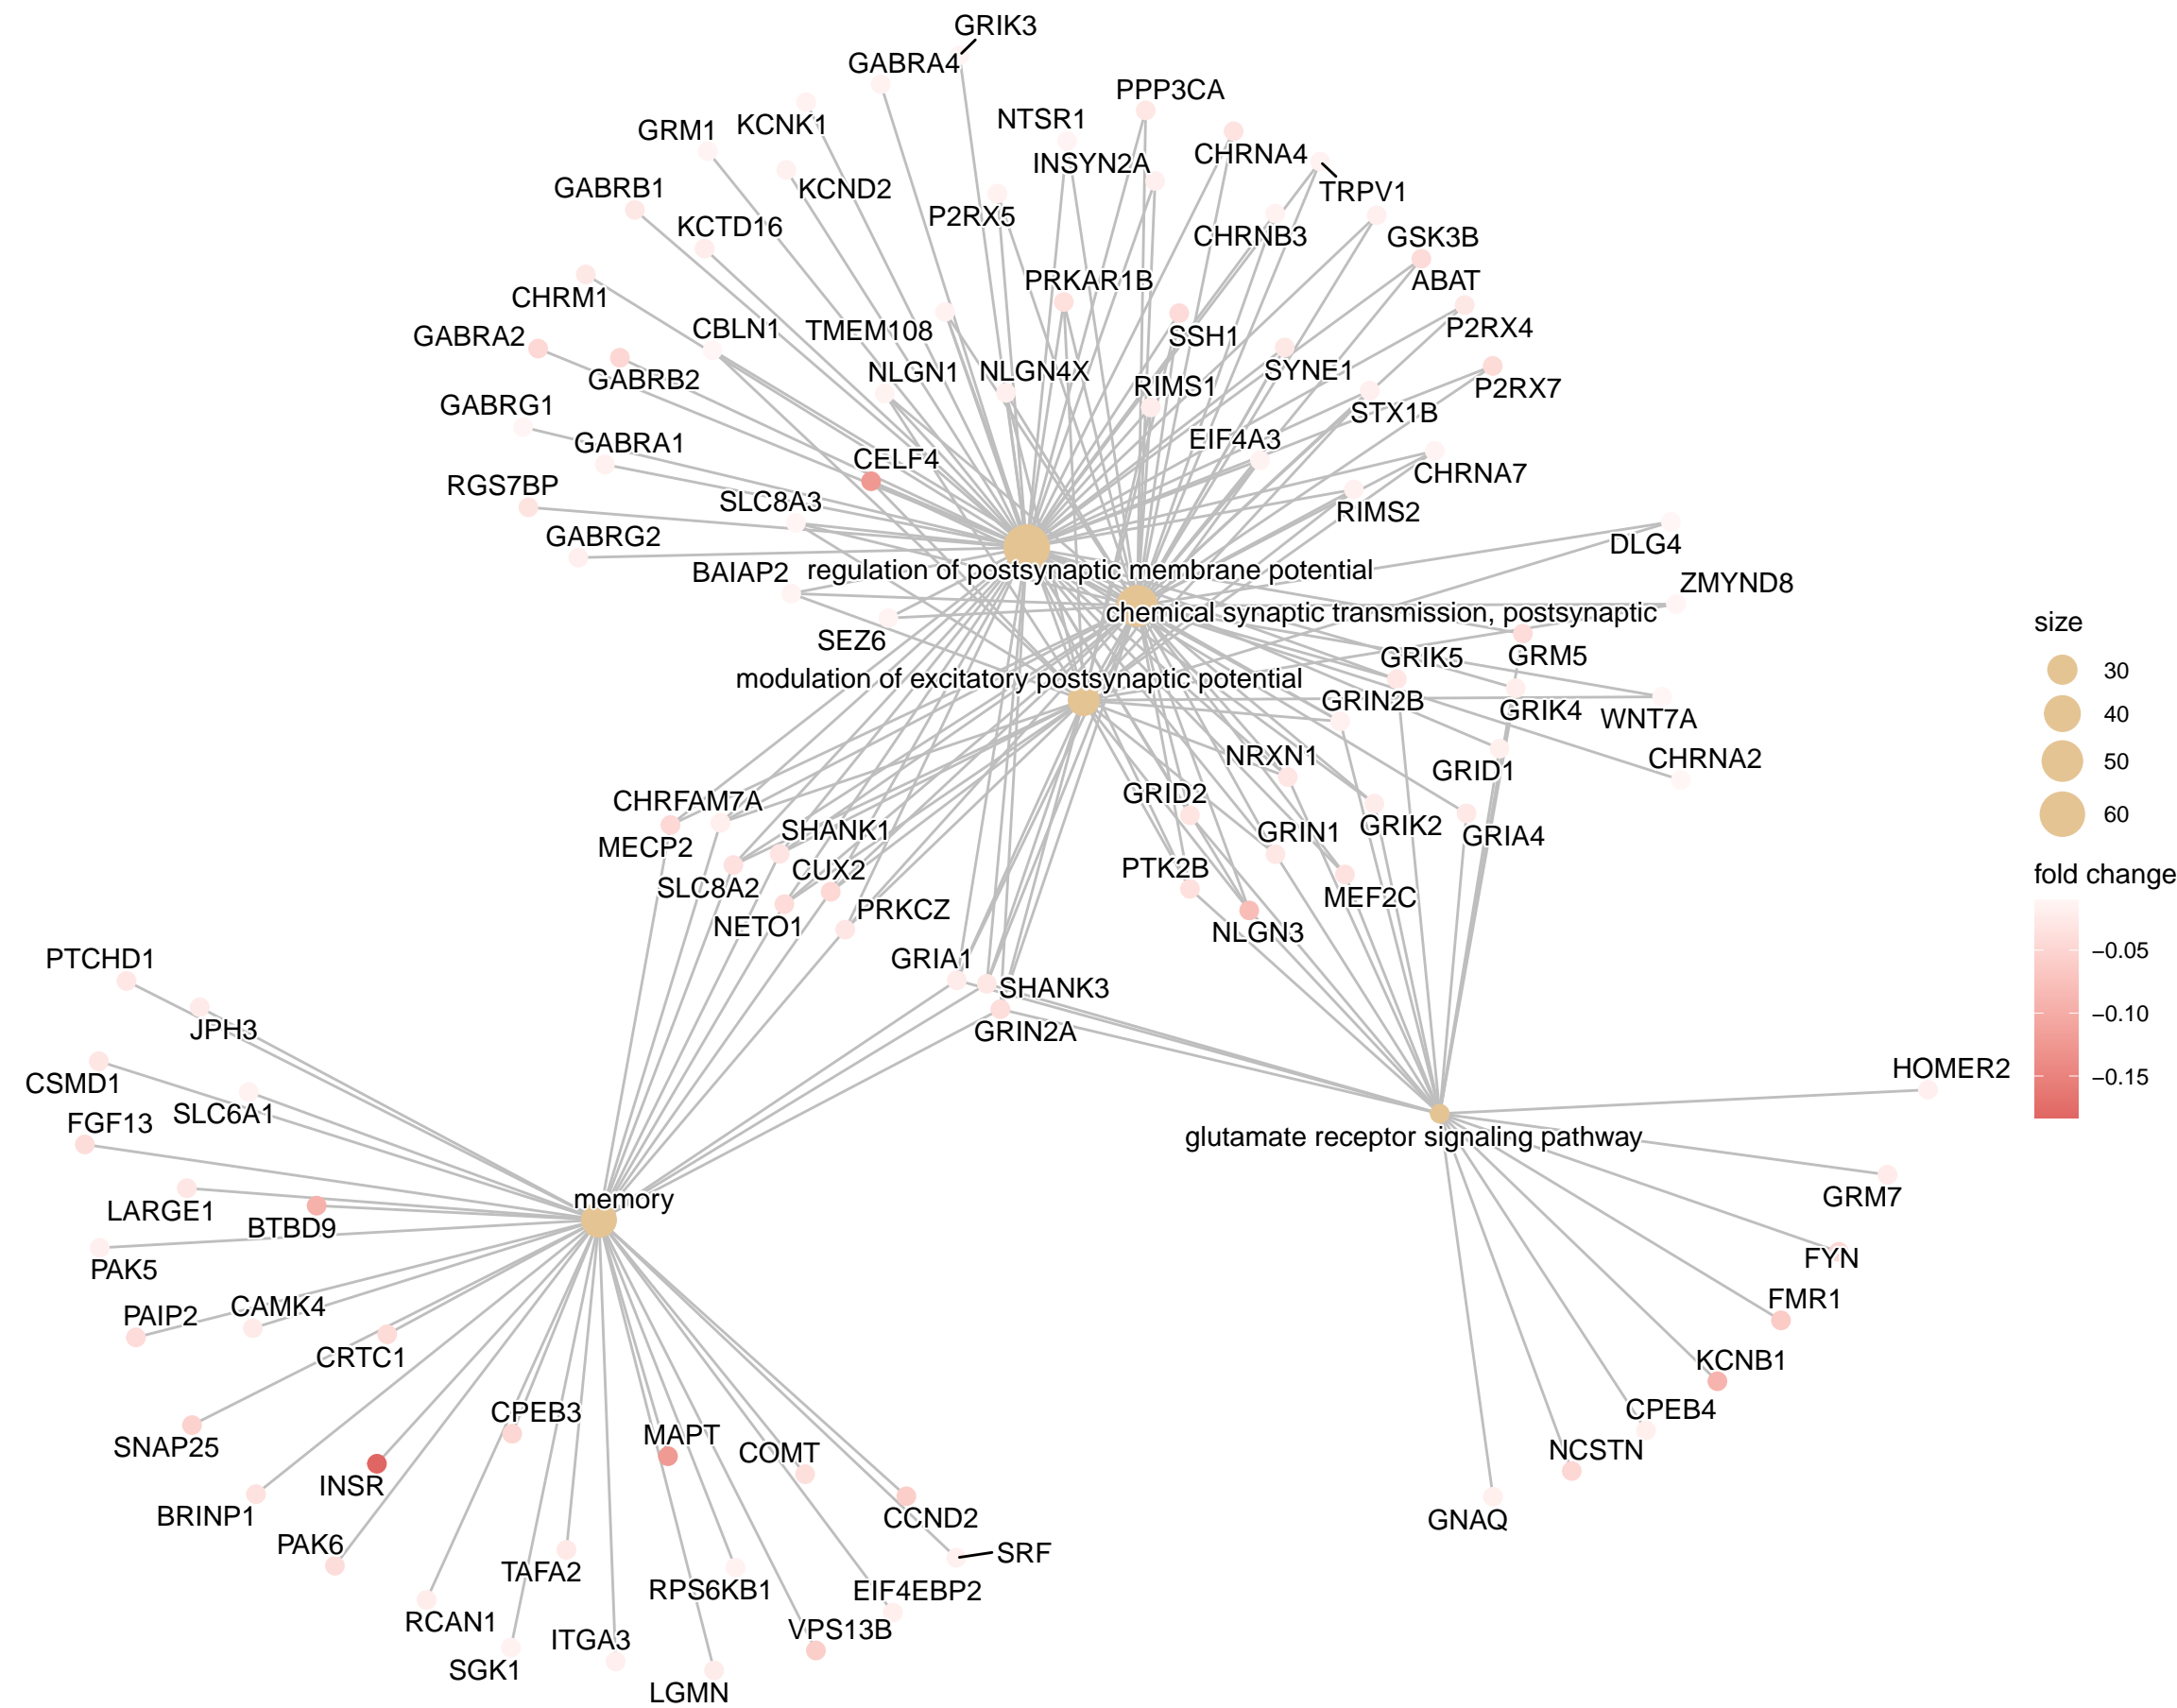 GRIK3
GABRA4
PPP3CA
KCNK1
NTSR1
GRM1
INSYN2A
CHRNA4
TRPV1
GABRB1
KCND2
P2RX5
KCTD16
CHRNB3
GSK3B
ABAT
PRKAR1B
CHRM1
P2RX4
GABRA2
CBLN1
TMEM108
SSH1
SYNE1
GABRB2
NLGN1
NLGN4X
RIMS1
P2RX7
GABRG1
STX1B
GABRA1
EIF4A3
CELF4
CHRNA7
RGS7BP
SLC8A3
RIMS2
GABRG2
DLG4
BAIAP2
regulation of postsynaptic membrane potential
ZMYND8
chemical synaptic transmission, postsynaptic
SEZ6
GRIK5
GRM5
modulation of excitatory postsynaptic potential
GRIN2B
GRIK4
WNT7A
NRXN1
CHRNA2
GRID1
CHRFAM7A
GRID2
SHANK1
GRIN1
GRIK2
GRIA4
MECP2
CUX2
PTK2B
SLC8A2
MEF2C
PRKCZ
NETO1
NLGN3
PTCHD1
GRIA1
SHANK3
JPH3
GRIN2A
HOMER2
CSMD1
SLC6A1
FGF13
glutamate receptor signaling pathway
memory
GRM7
LARGE1
BTBD9
FYN
PAK5
FMR1
PAIP2
CAMK4
CRTC1
KCNB1
CPEB3
CPEB4
MAPT
COMT
SNAP25
NCSTN
INSR
BRINP1
CCND2
GNAQ
PAK6
SRF
TAFA2
RPS6KB1
EIF4EBP2
RCAN1
VPS13B
ITGA3
SGK1
LGMN
size
30
40
50
60
fold change
−0.05
−0.10
−0.15